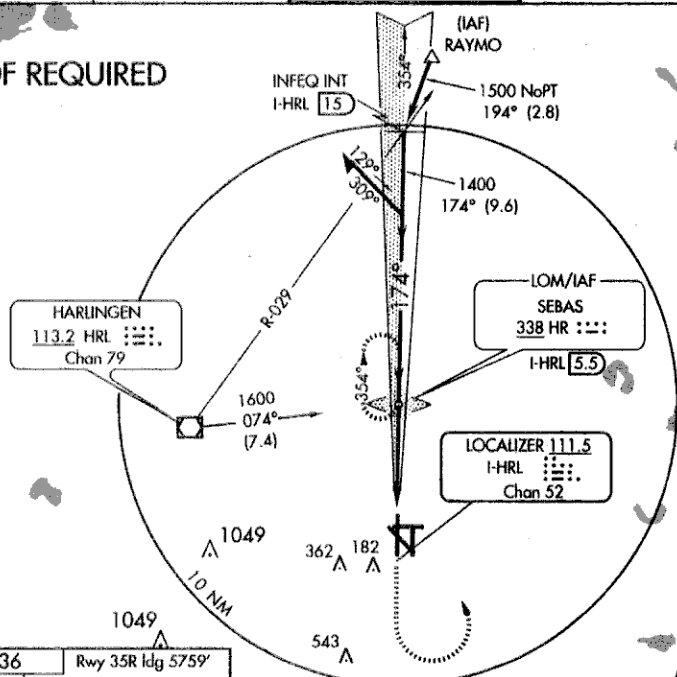 OF REQUIRED
(IAF)
RAYMO
INFEQ INT
I-HRL 15
354°
1500 NoPT
194° (2.8)
129°
309°
1400
174° (9.6)
174°
R-029
HARLINGEN
113.2 HRL
Chan 79
LOM/IAF
SEBAS
338 HR
I-HRL 5.5
354°
1600
074°
(7.4)
LOCALIZER 111.5
I-HRL
Chan 52
1049
362
182
10 NM
1049
543
36
Rwy 35R ldg 5759'